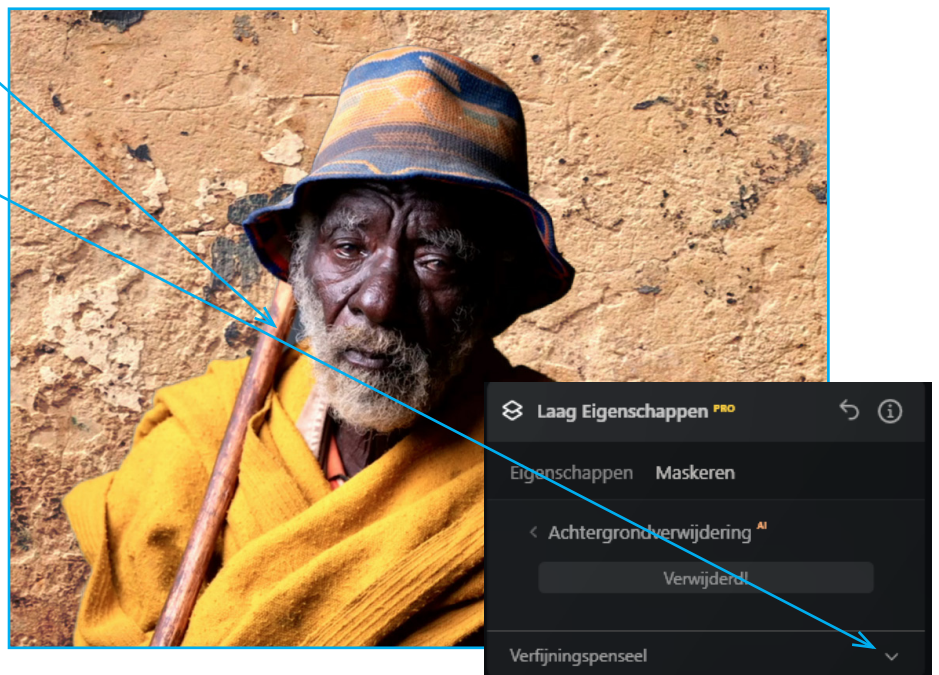 Laag Eigenschappen PRO
Eigenschappen Maskeren
Achtergrondverwijdering AI
Verwijderd!
Verfijningspenseel